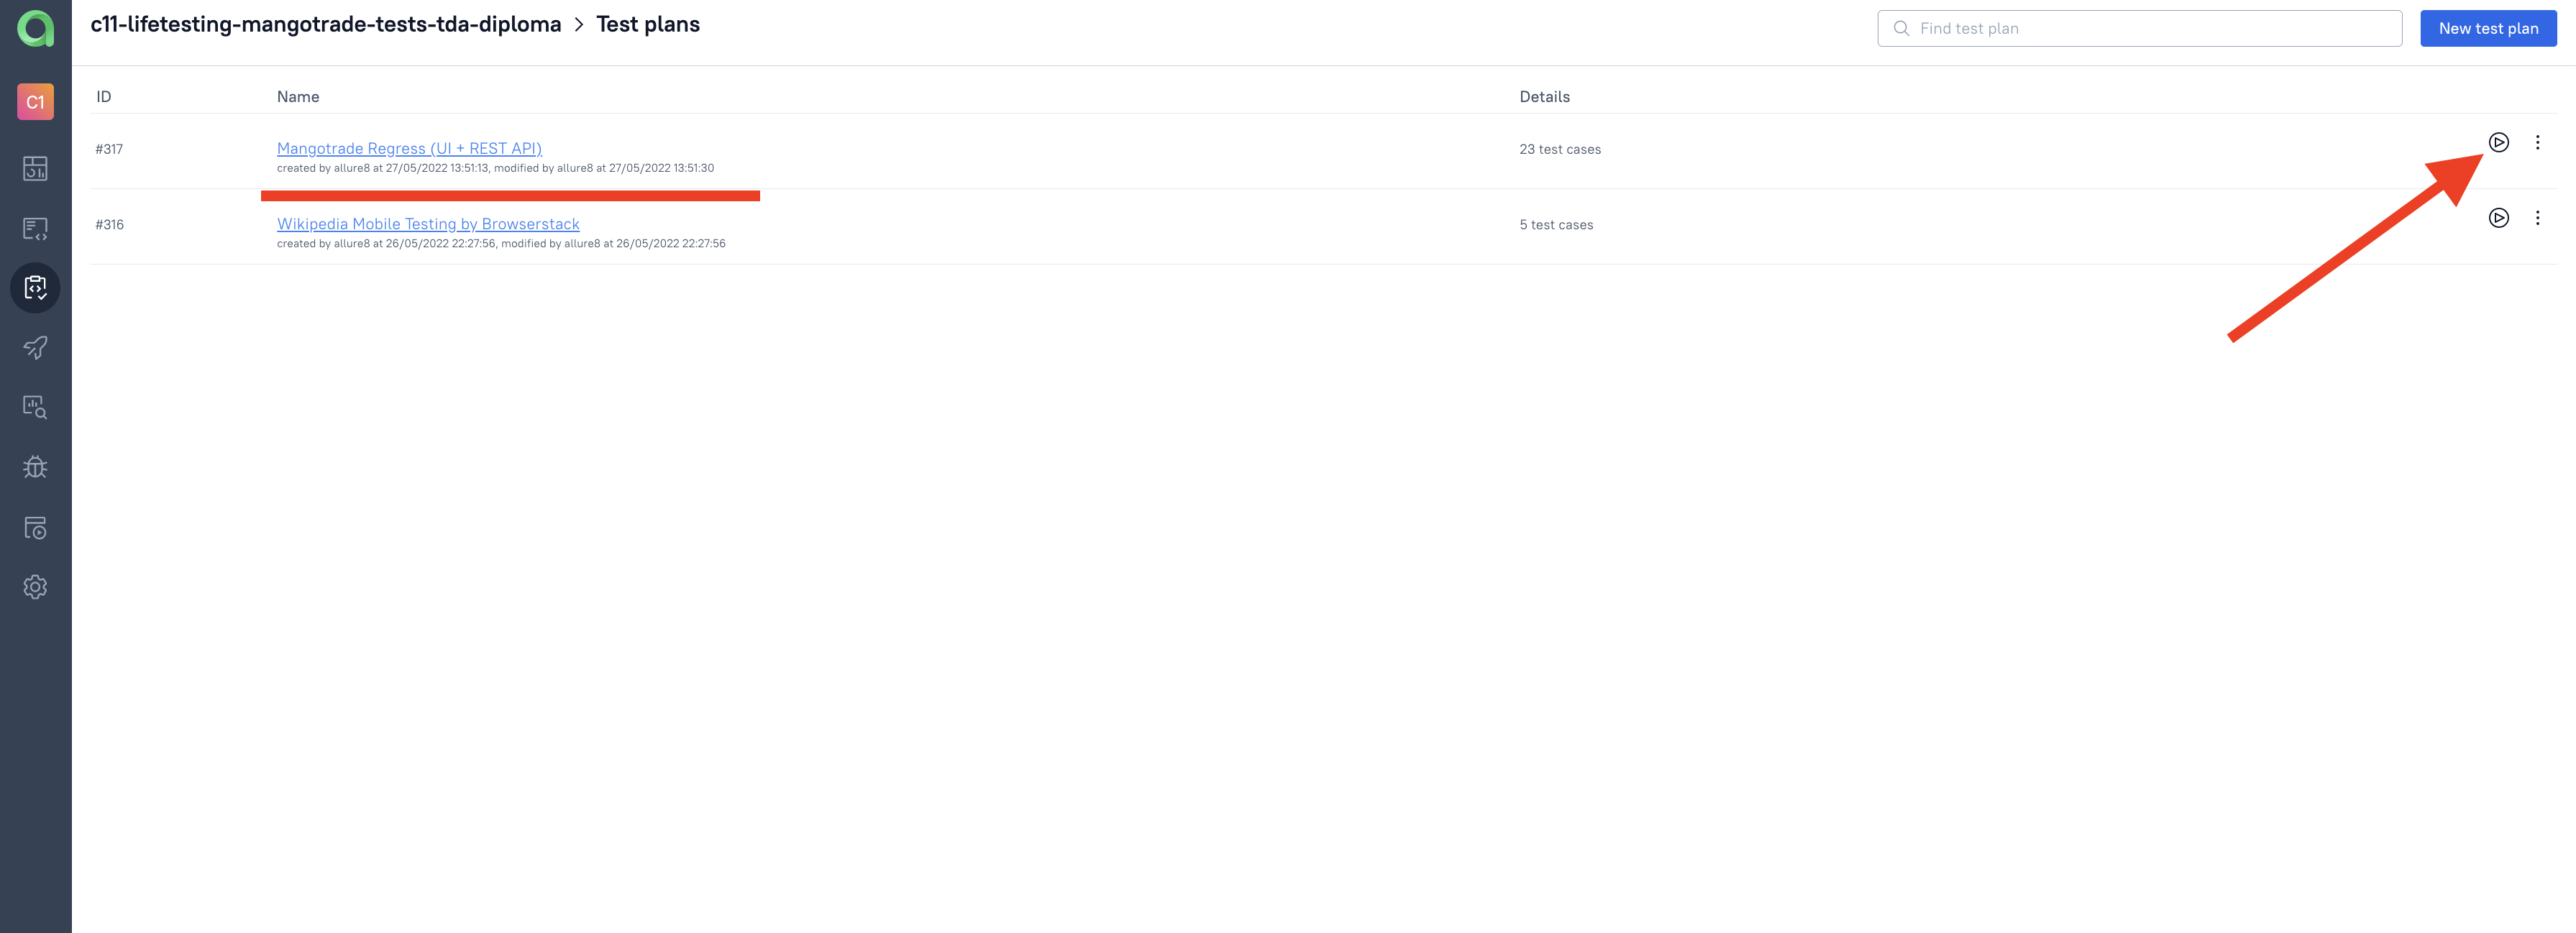 c11-lifetesting-mangotrade-tests-tda-diploma > Test plans
Find test plan
New test plan
C1
ID Name Details
#317 Mangotrade Regress (UI + REST API) 23 test cases
created by allure8 at 27/05/2022 13:51:13, modified by allure8 at 27/05/2022 13:51:30
#316 Wikipedia Mobile Testing by Browserstack 5 test cases
created by allure8 at 26/05/2022 22:27:56, modified by allure8 at 26/05/2022 22:27:56